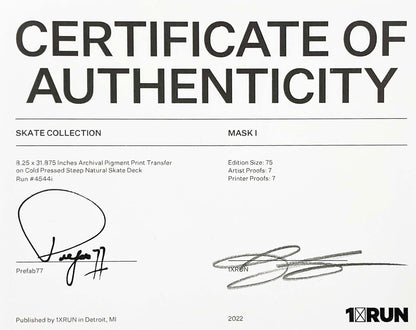 CERTIFICATE OF
AUTHENTICITY
SKATE COLLECTION
MASK I
8.25 x 31.875 Inches Archival Pigment Print Transfer
on Cold Pressed Steep Natural Skate Deck
Run #4544i
Edition Size: 75
Artist Proofs: 7
Printer Proofs: 7
Prefab77
Prefab77
1XRUN
Published by 1XRUN in Detroit, MI
2022
1XRUN